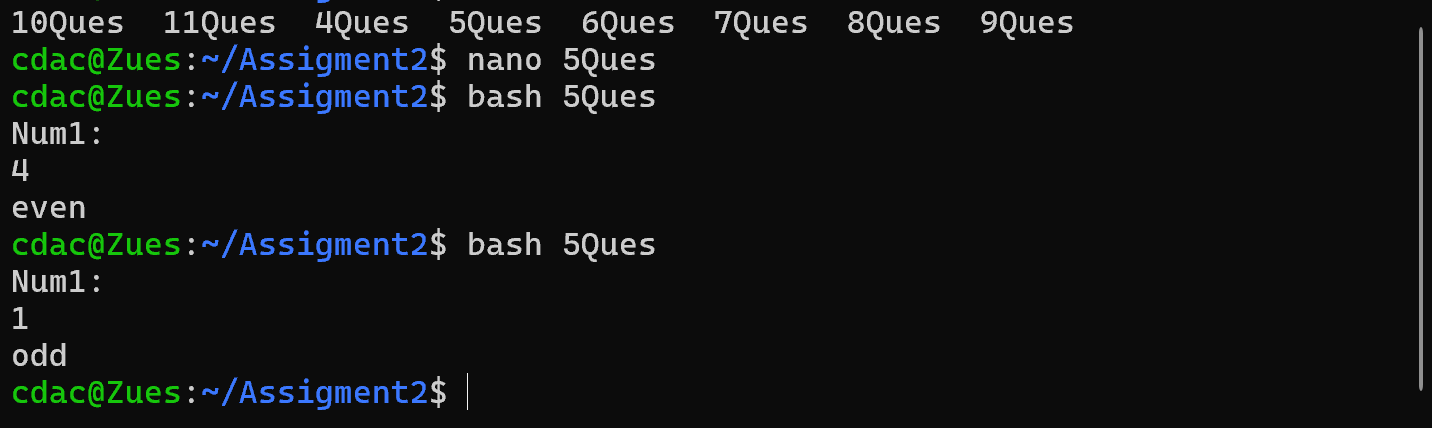 10Ques  11Ques  4Ques  5Ques  6Ques  7Ques  8Ques  9Ques
cdac@Zues:~/Assigment2$ nano 5Ques
cdac@Zues:~/Assigment2$ bash 5Ques
Num1:
4
even
cdac@Zues:~/Assigment2$ bash 5Ques
Num1:
1
odd
cdac@Zues:~/Assigment2$